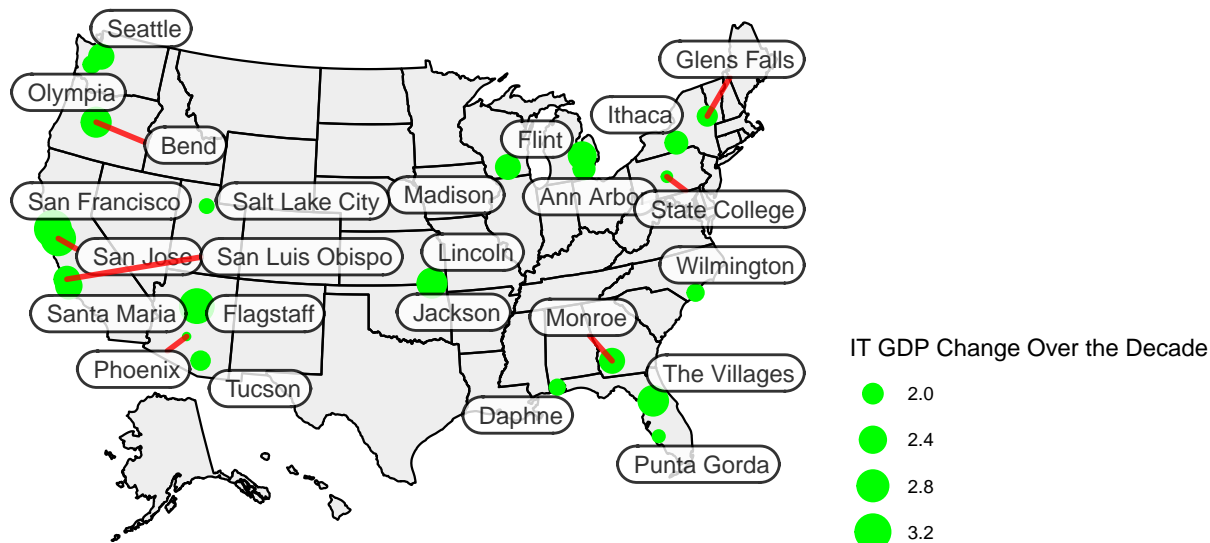 Seattle
Glens Falls
Olympia
Ithaca
Flint
Bend
San Francisco
Salt Lake City
Madison
Ann Arbor
State College
San Jose
San Luis Obispo
Lincoln
Wilmington
Santa Maria
Flagstaff
Jackson
Monroe
Phoenix
Tucson
The Villages
Daphne
Punta Gorda
IT GDP Change Over the Decade
2.0
2.4
2.8
3.2